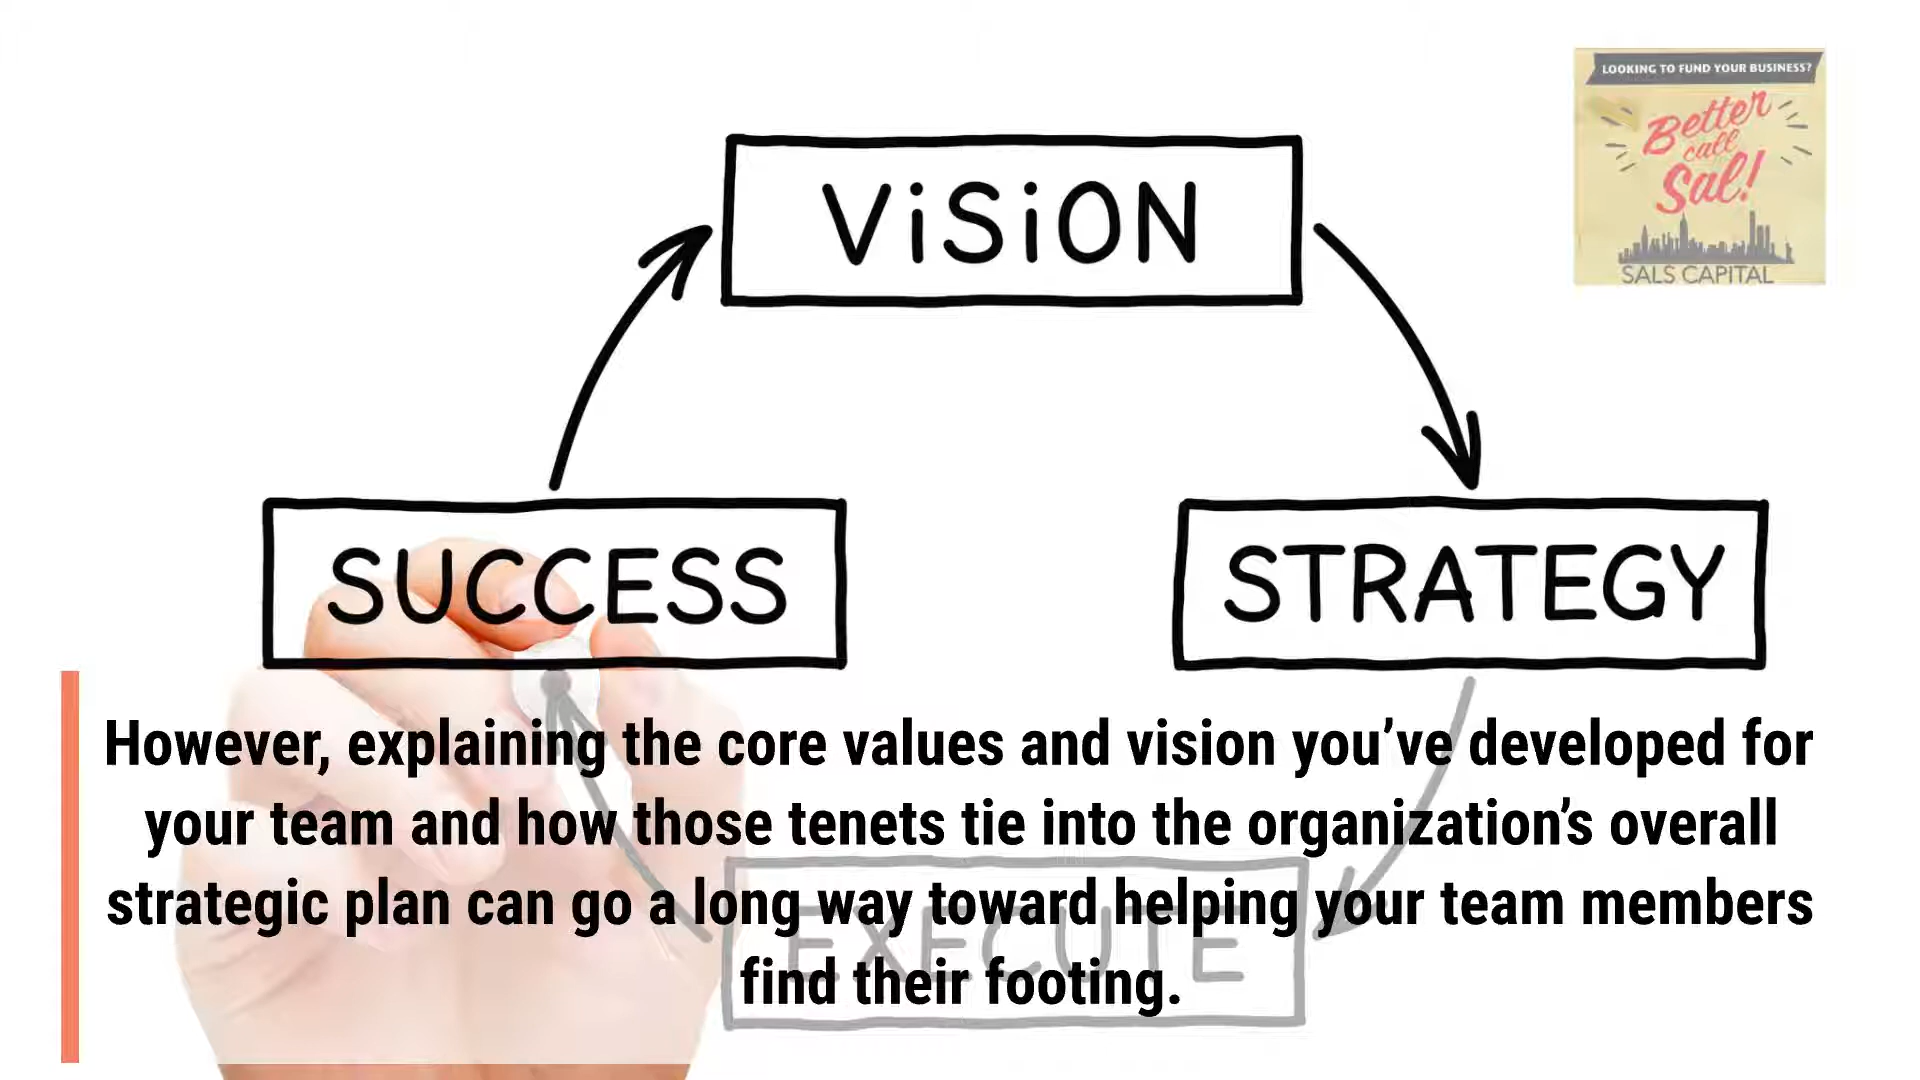 LOOKING TO FUND YOUR BUSINESS?
Better
call
Sal!
SALS CAPITAL
ViSiON
SUCCESS
STRATEGY
However, explaining the core values and vision you’ve developed for
your team and how those tenets tie into the organization’s overall
strategic plan can go a long way toward helping your team members
find their footing.
EXECUTE